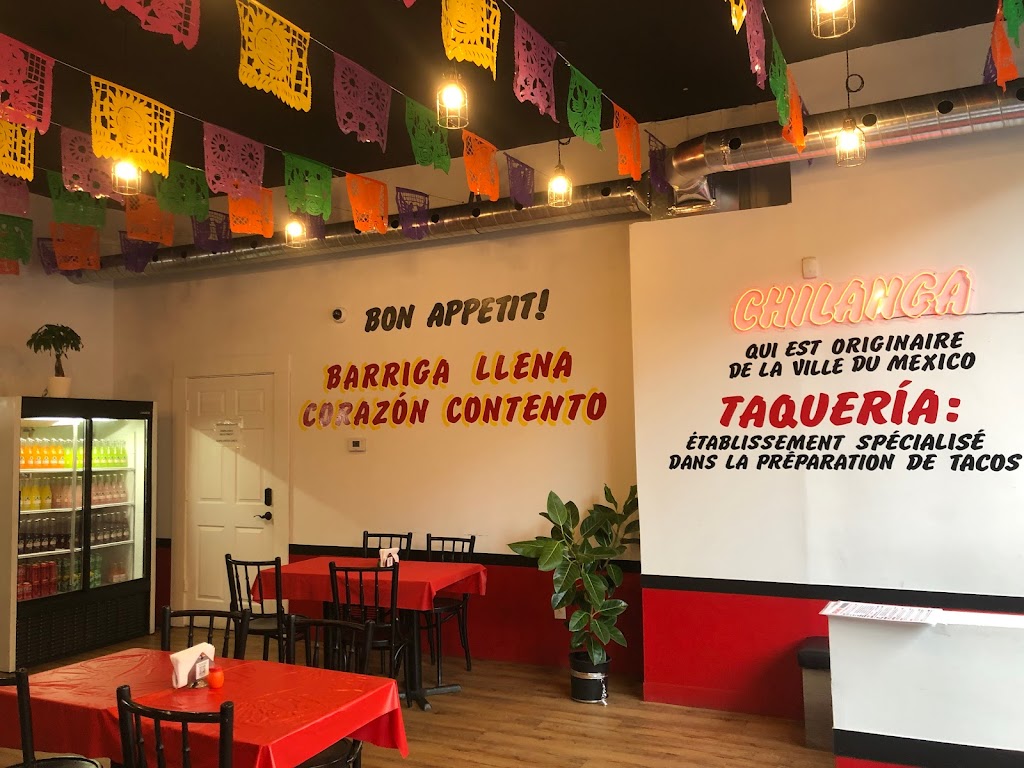 BON APPETIT!
BARRIGA LLENA
CORAZÓN CONTENTO
CHILANGA
QUI EST ORIGINAIRE
DE LA VILLE DU MEXICO
TAQUERÍA:
ÉTABLISSEMENT SPÉCIALISÉ
DANS LA PRÉPARATION DE TACOS